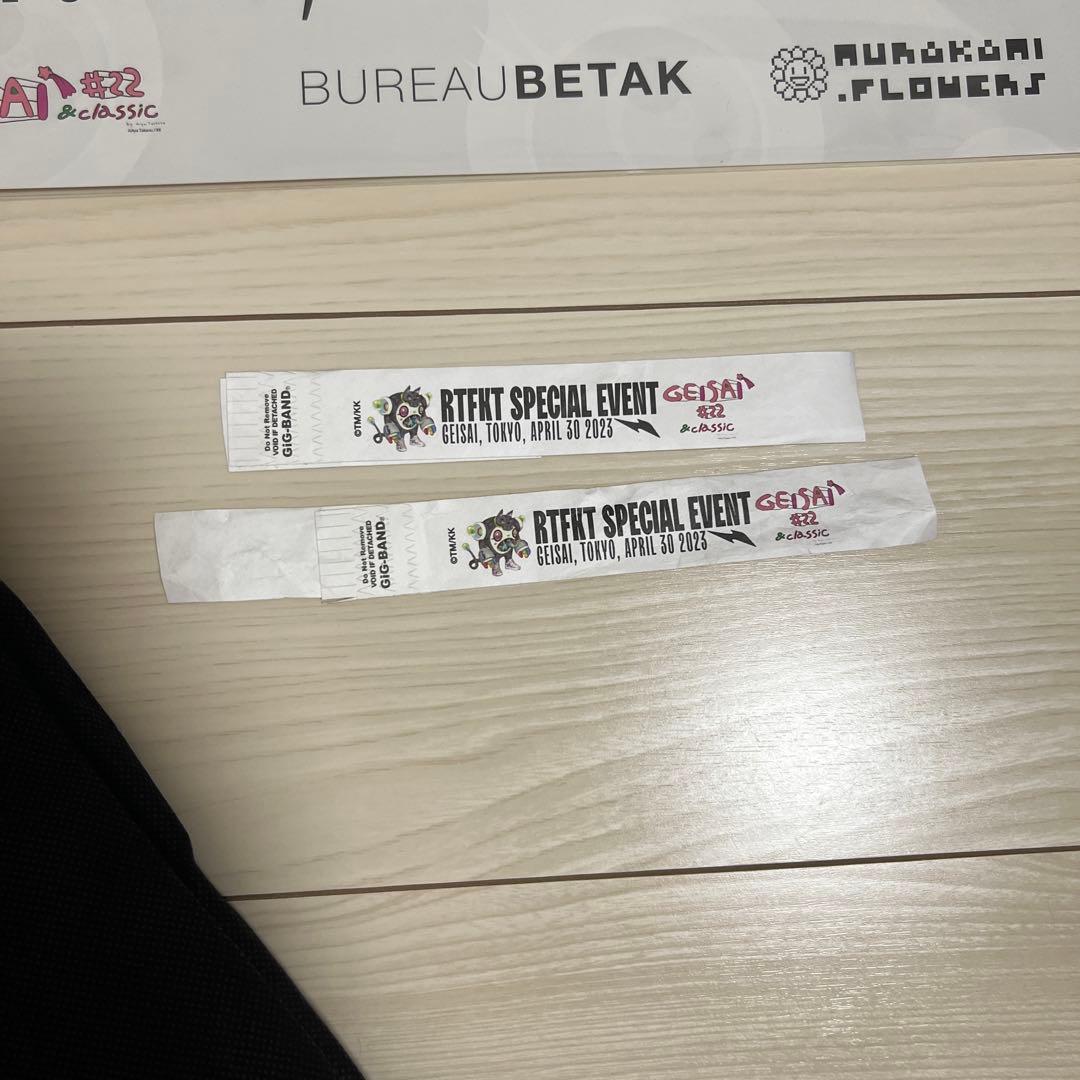 AI #22
& classic
BUREAUBETAK
MURAKAMI
.FLOWERS
Do Not Remove
VOID IF DETACHED
GiG-BAND®
©TM/KK
RTFKT SPECIAL EVENT
GEISAI, TOKYO, APRIL 30 2023
GEISAI
#22
& classic
Do Not Remove
VOID IF DETACHED
GiG-BAND®
©TM/KK
RTFKT SPECIAL EVENT
GEISAI, TOKYO, APRIL 30 2023
GEISAI
#22
& classic